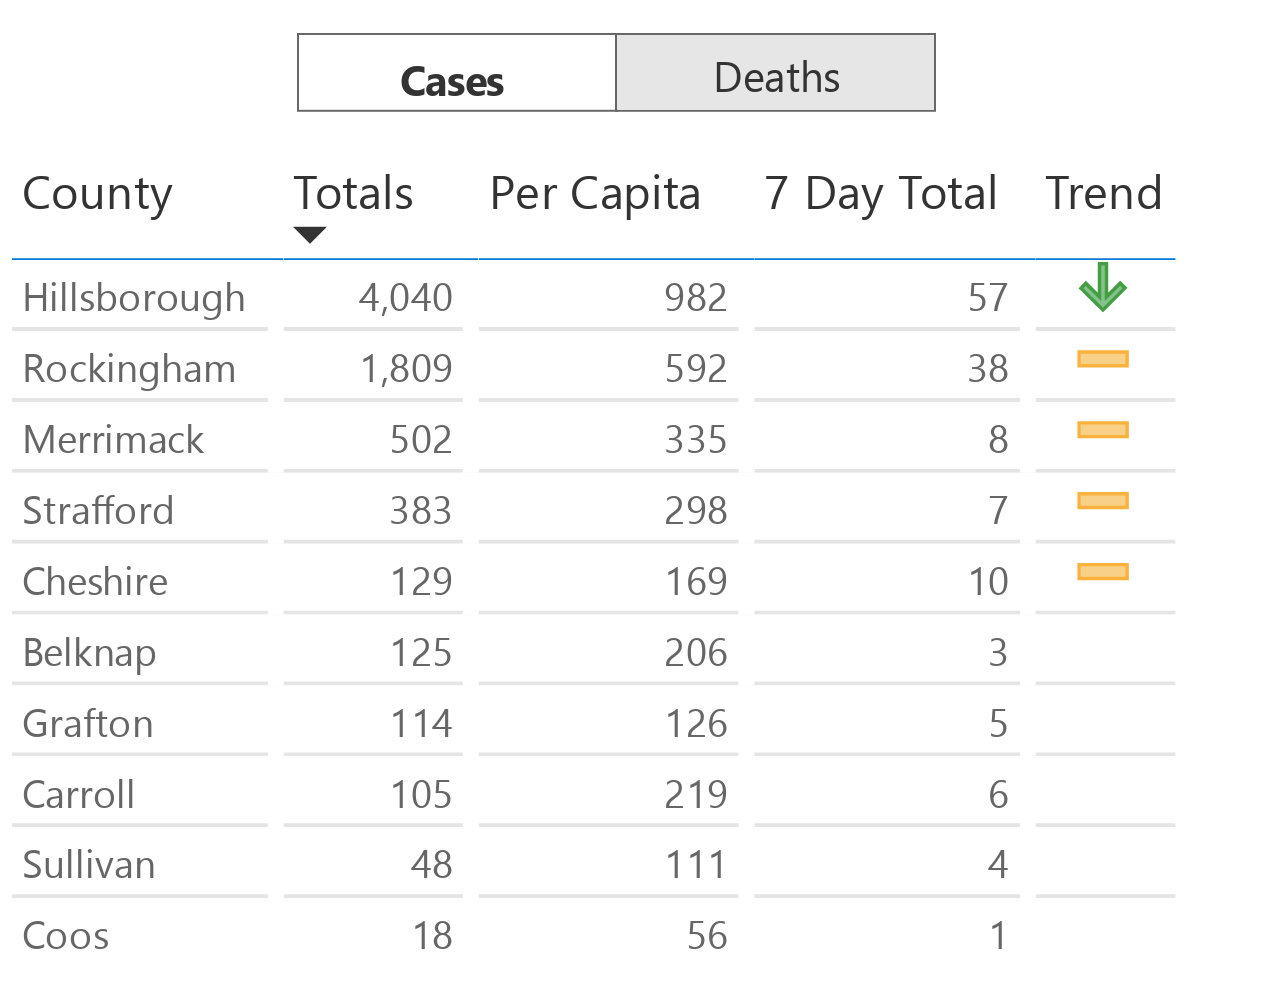 Cases Deaths
County Totals Per Capita 7 Day Total Trend
Hillsborough 4,040 982 57
Rockingham 1,809 592 38
Merrimack 502 335 8
Strafford 383 298 7
Cheshire 129 169 10
Belknap 125 206 3
Grafton 114 126 5
Carroll 105 219 6
Sullivan 48 111 4
Coos 18 56 1